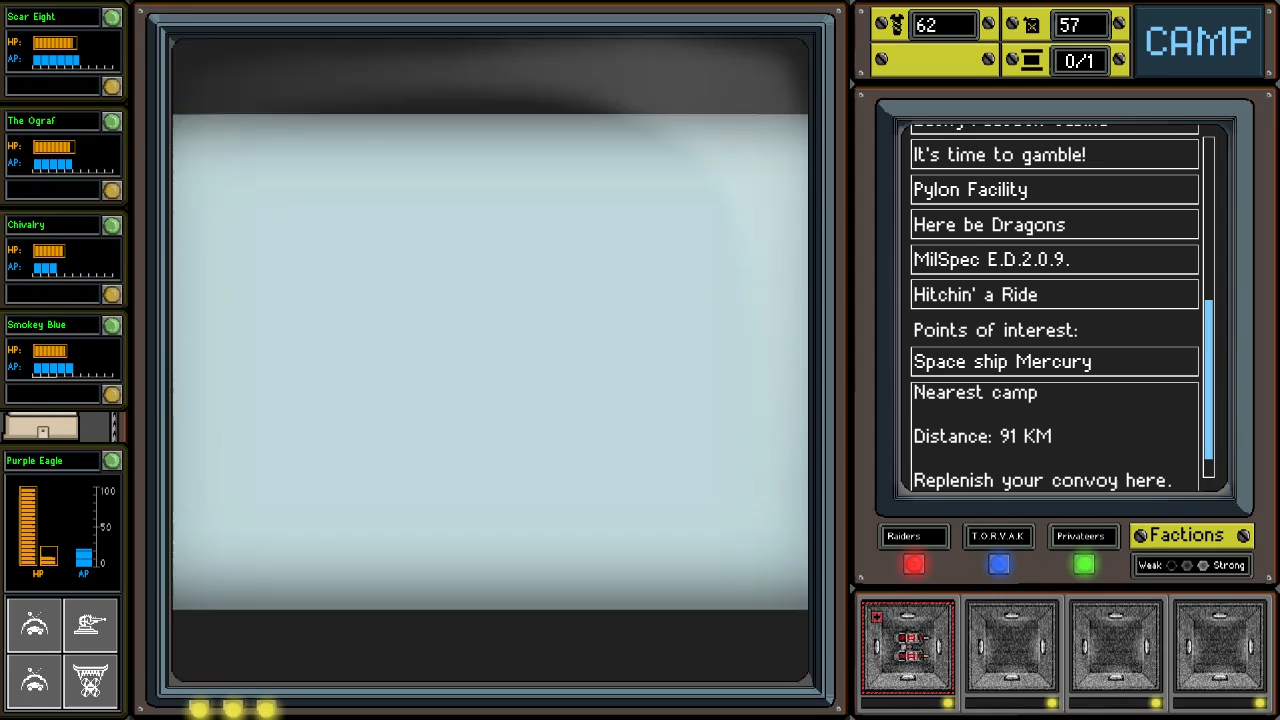 Scar Eight
HP:
AP:
The Ograf
HP:
AP:
Chivalry
HP:
AP:
Smokey Blue
HP:
AP:
Purple Eagle
100
50
0
HP
AP
62
57
0/1
CAMP
It's time to gamble!
Pylon Facility
Here be Dragons
MilSpec E.D.2.0.9.
Hitchin' a Ride
Points of interest:
Space ship Mercury
Nearest camp
Distance: 91 KM
Replenish your convoy here.
Raiders
T.O.R.V.A.K
Privateers
Factions
Weak
Strong